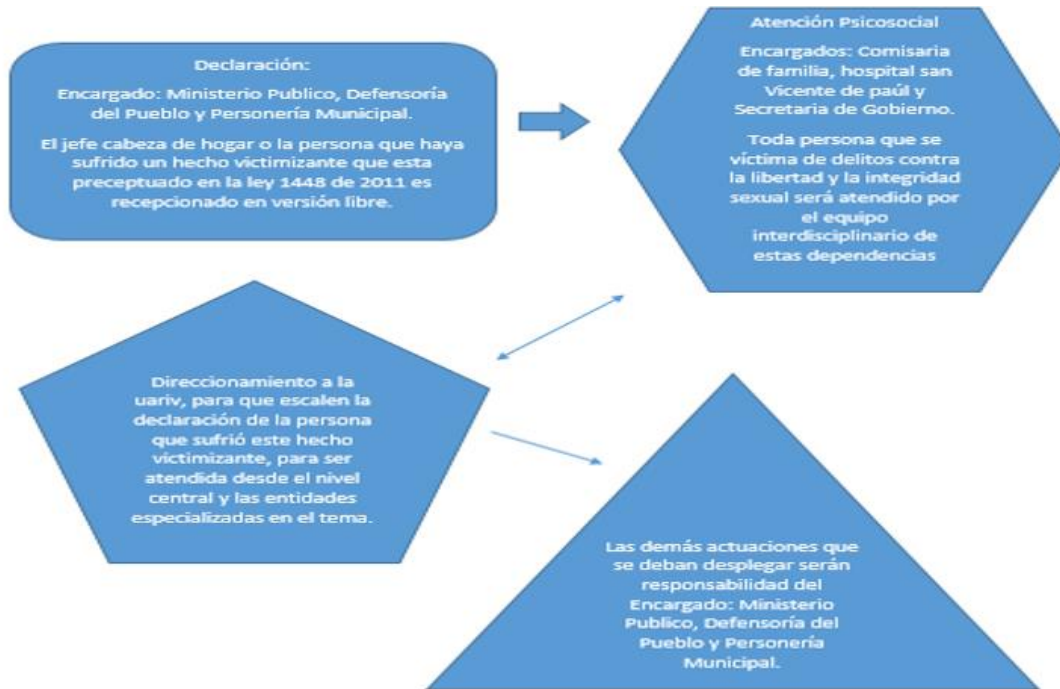 Declaración:
Encargado: Ministerio Publico, Defensoría
del Pueblo y Personería Municipal.
El jefe cabeza de hogar o la persona que haya
sufrido un hecho victimizante que esta
preceptuado en la ley 1448 de 2011 es
recepcionado en versión libre.
Atención Psicosocial
Encargados: Comisaria
de familia, hospital san
Vicente de paúl y
Secretaria de Gobierno.
Toda persona que se
víctima de delitos contra
la libertad y la integridad
sexual será atendido por
el equipo
interdisciplinario de
estas dependencias
Direccionamiento a la
uariv, para que escalen la
declaración de la persona
que sufrió este hecho
victimizante, para ser
atendida desde el nivel
central y las entidades
especializadas en el tema.
Las demás actuaciones que
se deban desplegar serán
responsabilidad del
Encargado: Ministerio
Publico, Defensoría del
Pueblo y Personería
Municipal.